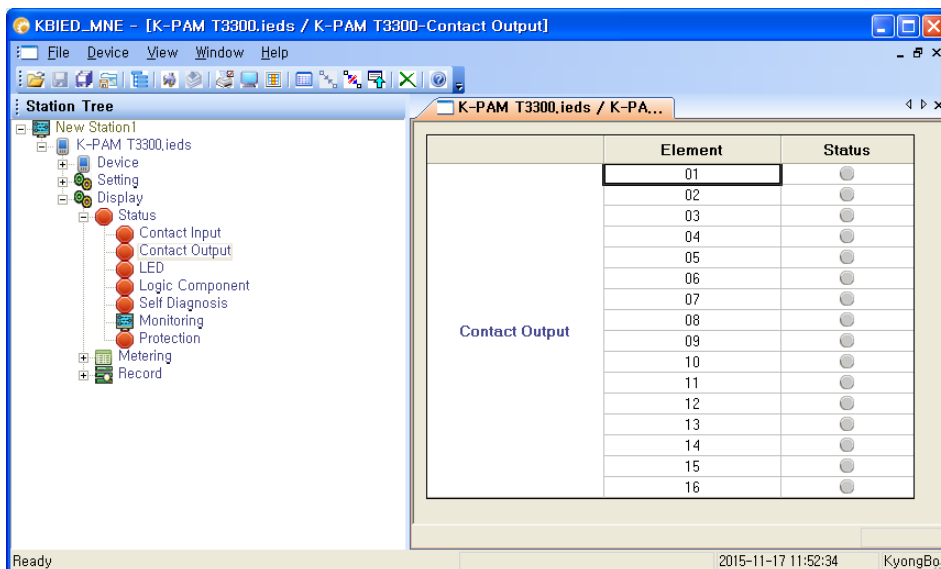 KBIED_MNE - [K-PAM T3300.ieds / K-PAM T3300-Contact Output]
File Device View Window Help
Station Tree
New Station1
K-PAM T3300.ieds
Device
Setting
Display
Status
Contact Input
Contact Output
LED
Logic Component
Self Diagnosis
Monitoring
Protection
Metering
Record
K-PAM T3300.ieds / K-PA...
Element Status
Contact Output
01
02
03
04
05
06
07
08
09
10
11
12
13
14
15
16
Ready 2015-11-17 11:52:34 KyongBo